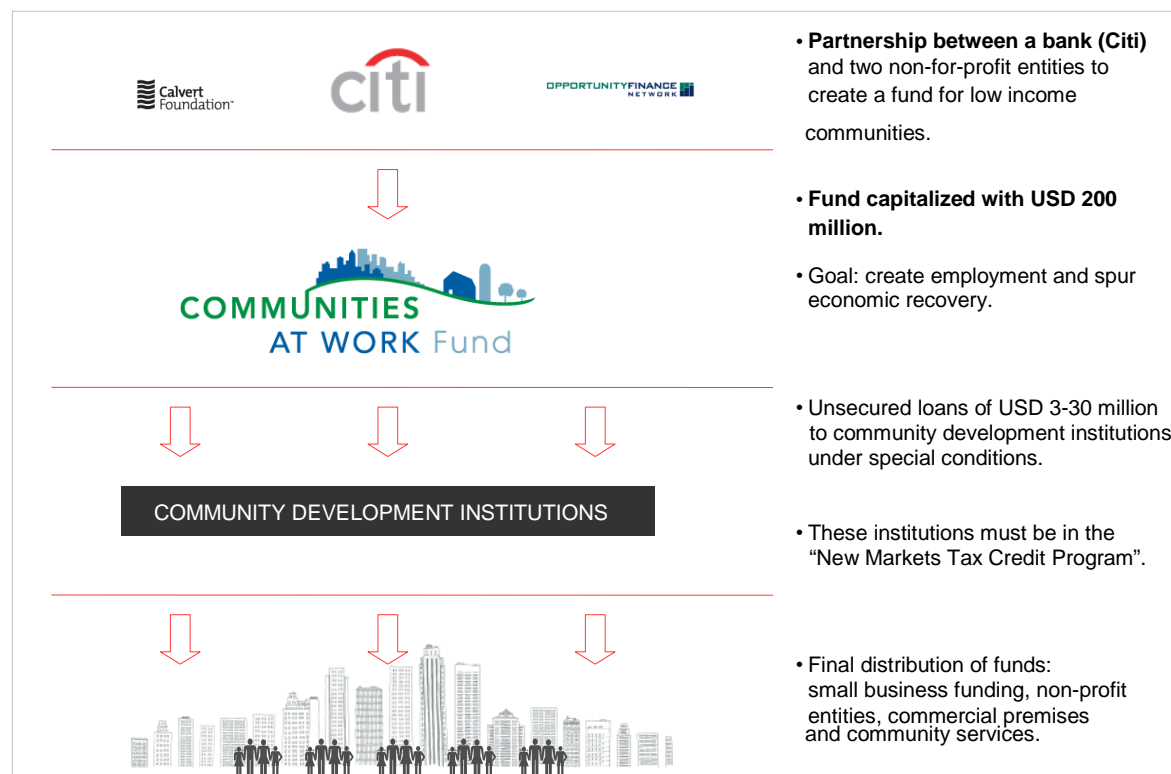 Calvert
Foundation™
citi
OPPORTUNITYFINANCE
NETWORK
• Partnership between a bank (Citi)
and two non-for-profit entities to
create a fund for low income
communities.
COMMUNITIES
AT WORK Fund
• Fund capitalized with USD 200
million.
• Goal: create employment and spur
economic recovery.
COMMUNITY DEVELOPMENT INSTITUTIONS
• Unsecured loans of USD 3-30 million
to community development institutions
under special conditions.
• These institutions must be in the
“New Markets Tax Credit Program”.
• Final distribution of funds:
small business funding, non-profit
entities, commercial premises
and community services.